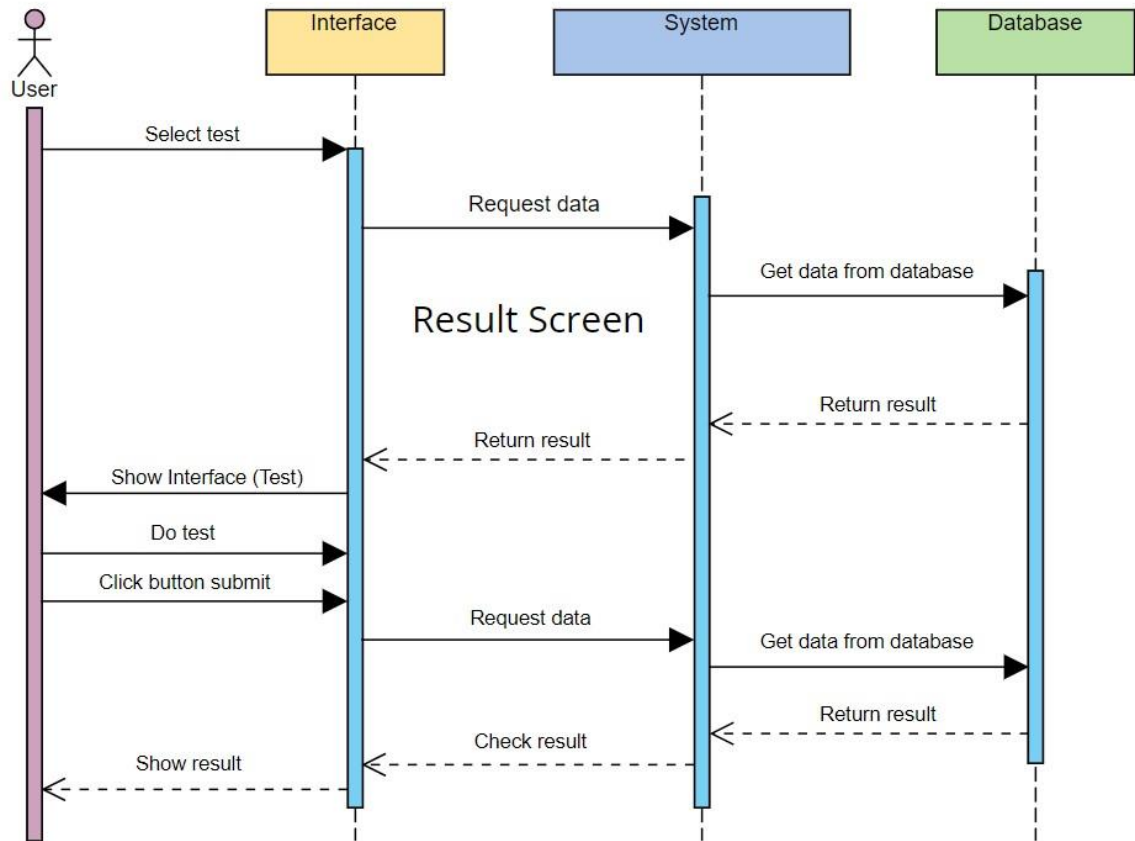 Interface
System
Database
User
Select test
Request data
Get data from database
Result Screen
Return result
Return result
Show Interface (Test)
Do test
Click button submit
Request data
Get data from database
Return result
Check result
Show result